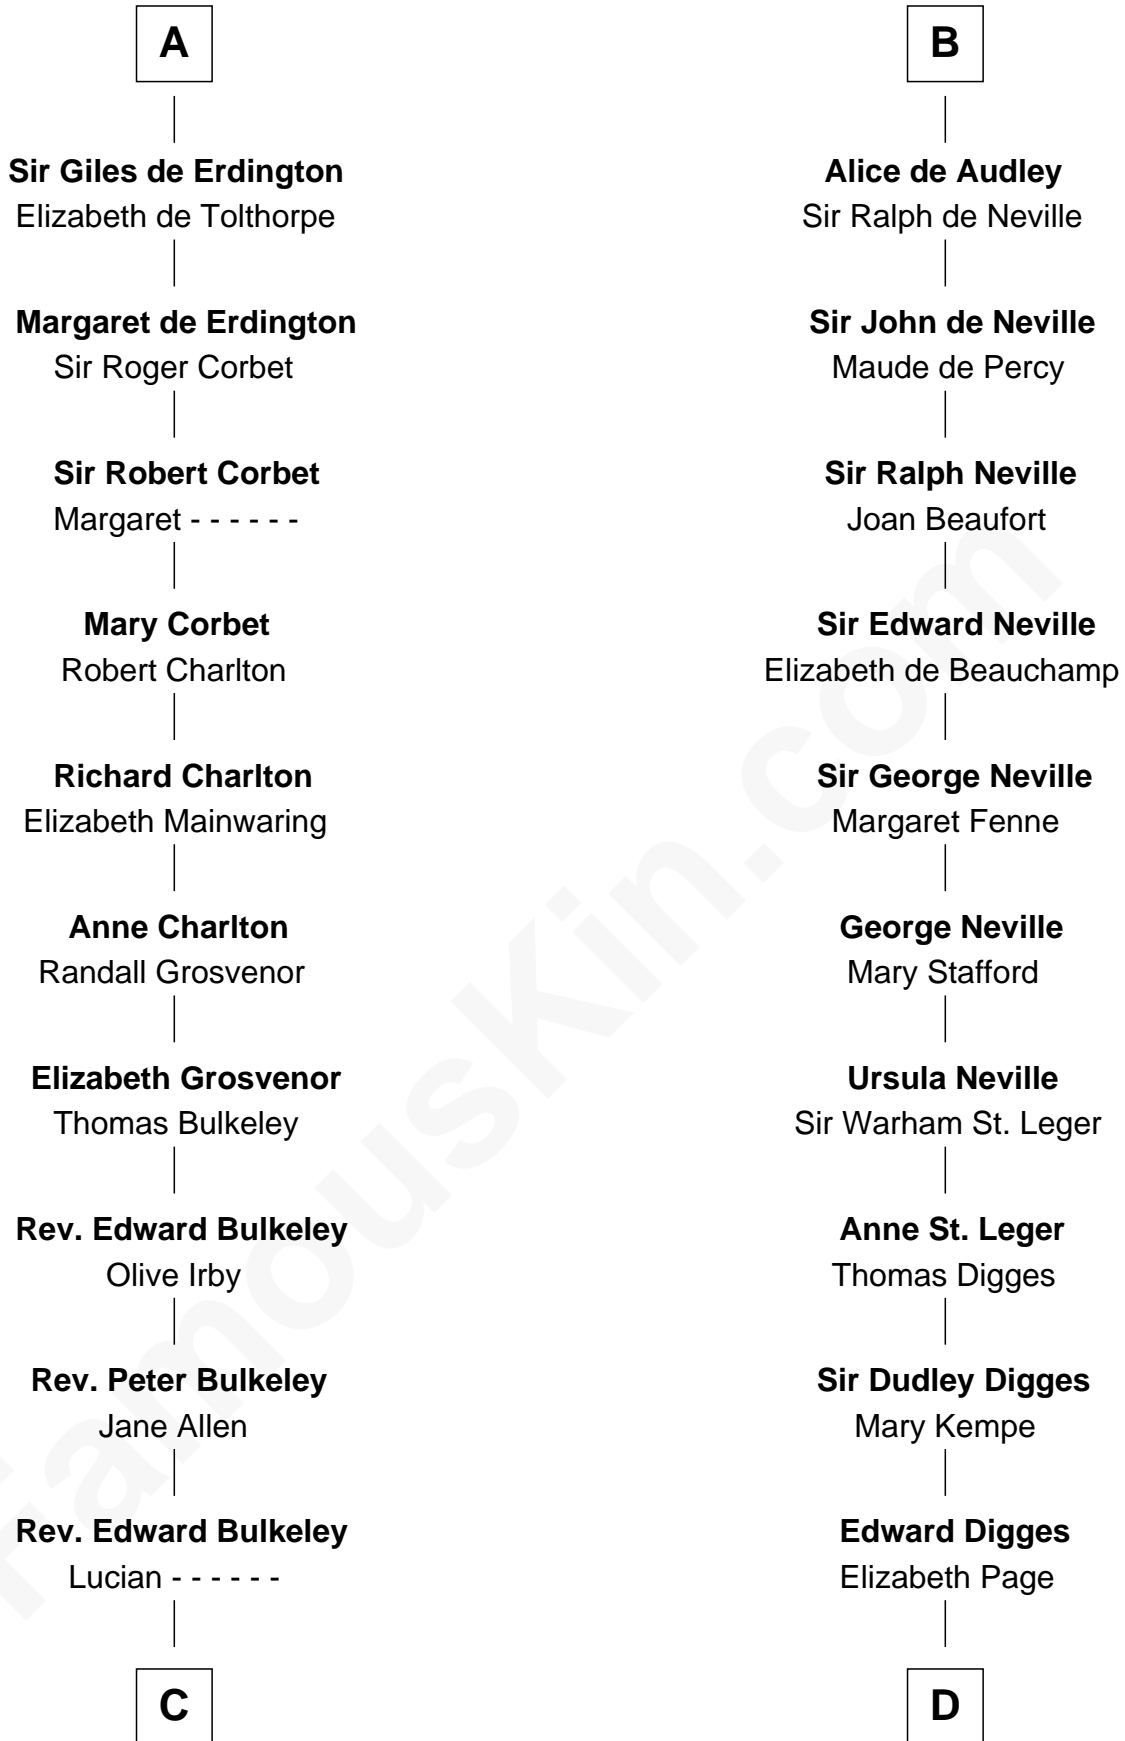 A
Sir Giles de Erdington
Elizabeth de Tolthorpe
Margaret de Erdington
Sir Roger Corbet
Sir Robert Corbet
Margaret - - - - - -
Mary Corbet
Robert Charlton
Richard Charlton
Elizabeth Mainwaring
Anne Charlton
Randall Grosvenor
Elizabeth Grosvenor
Thomas Bulkeley
Rev. Edward Bulkeley
Olive Irby
Rev. Peter Bulkeley
Jane Allen
Rev. Edward Bulkeley
Lucian - - - - - -
C
B
Alice de Audley
Sir Ralph de Neville
Sir John de Neville
Maude de Percy
Sir Ralph Neville
Joan Beaufort
Sir Edward Neville
Elizabeth de Beauchamp
Sir George Neville
Margaret Fenne
George Neville
Mary Stafford
Ursula Neville
Sir Warham St. Leger
Anne St. Leger
Thomas Digges
Sir Dudley Digges
Mary Kempe
Edward Digges
Elizabeth Page
D
FamousKin.com